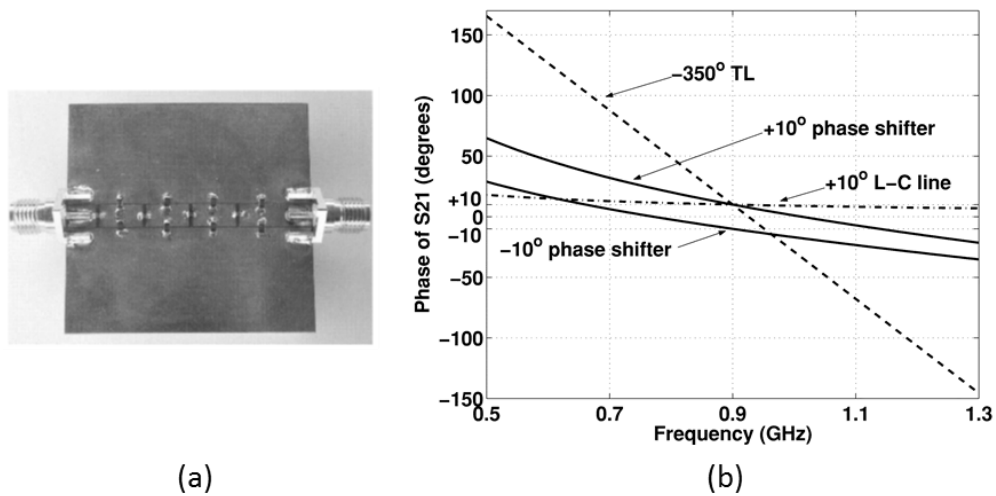 150
100
50
+10
0
−10
−50
−100
−150
0.5
0.7
0.9
1.1
1.3
Phase of S21 (degrees)
Frequency (GHz)
−350° TL
+10° phase shifter
+10° L−C line
−10° phase shifter
(a)
(b)